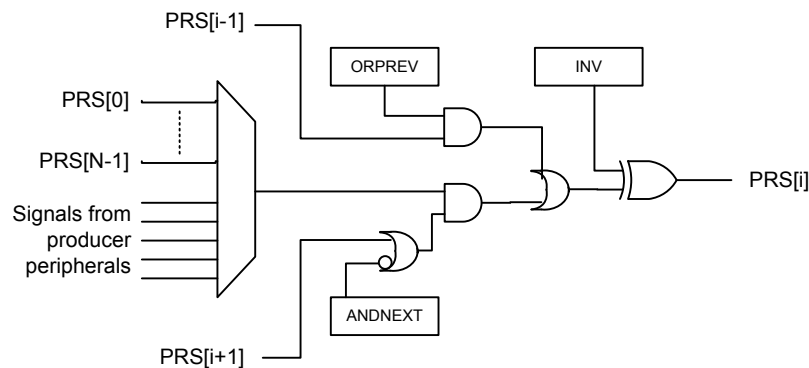 PRS[i-1]
ORPREV
INV
PRS[0]
PRS[N-1]
PRS[i]
Signals from
producer
peripherals
ANDNEXT
PRS[i+1]